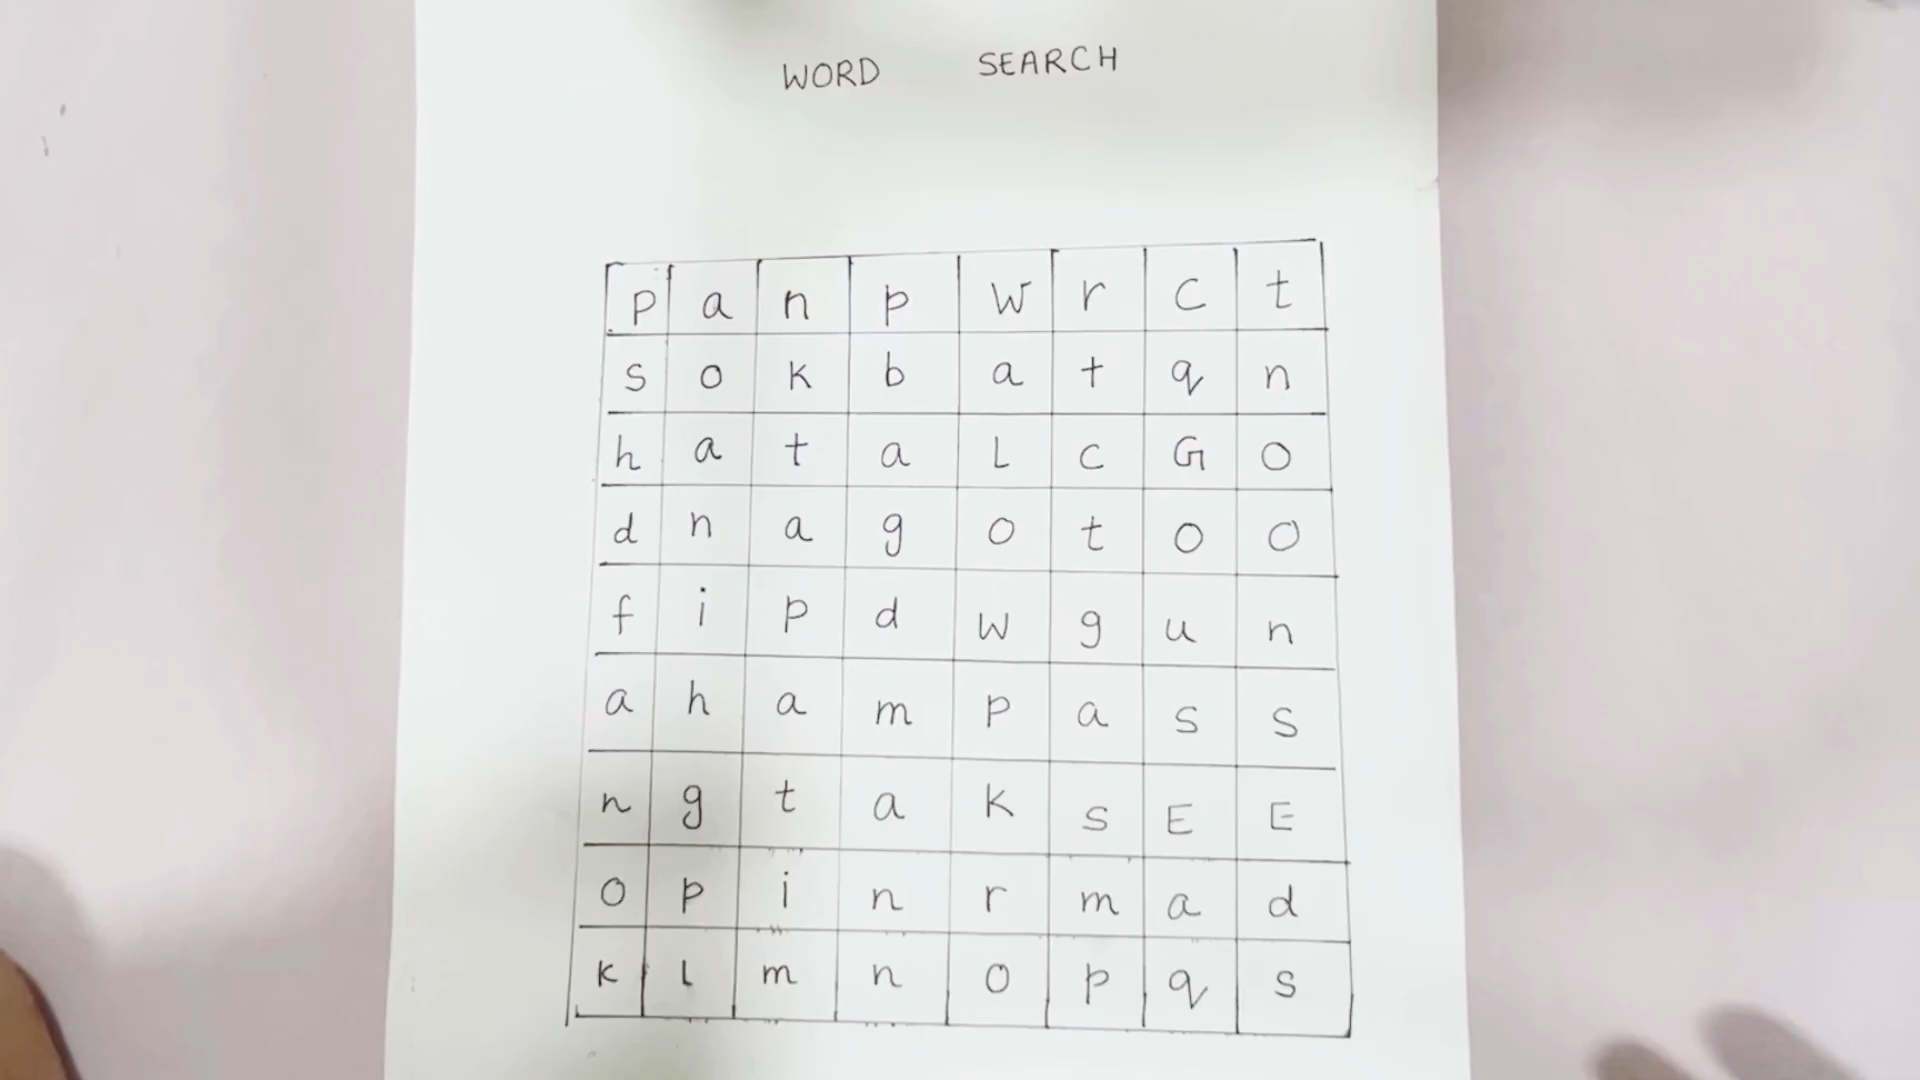 WORD SEARCH
p a n p w r c t
s o k b a t q n
h a t a L c G O
d n a g o t o O
f i p d w g u n
a h a m p a s s
n g t a k s E E
o p i n r m a d
k l m n o p q s